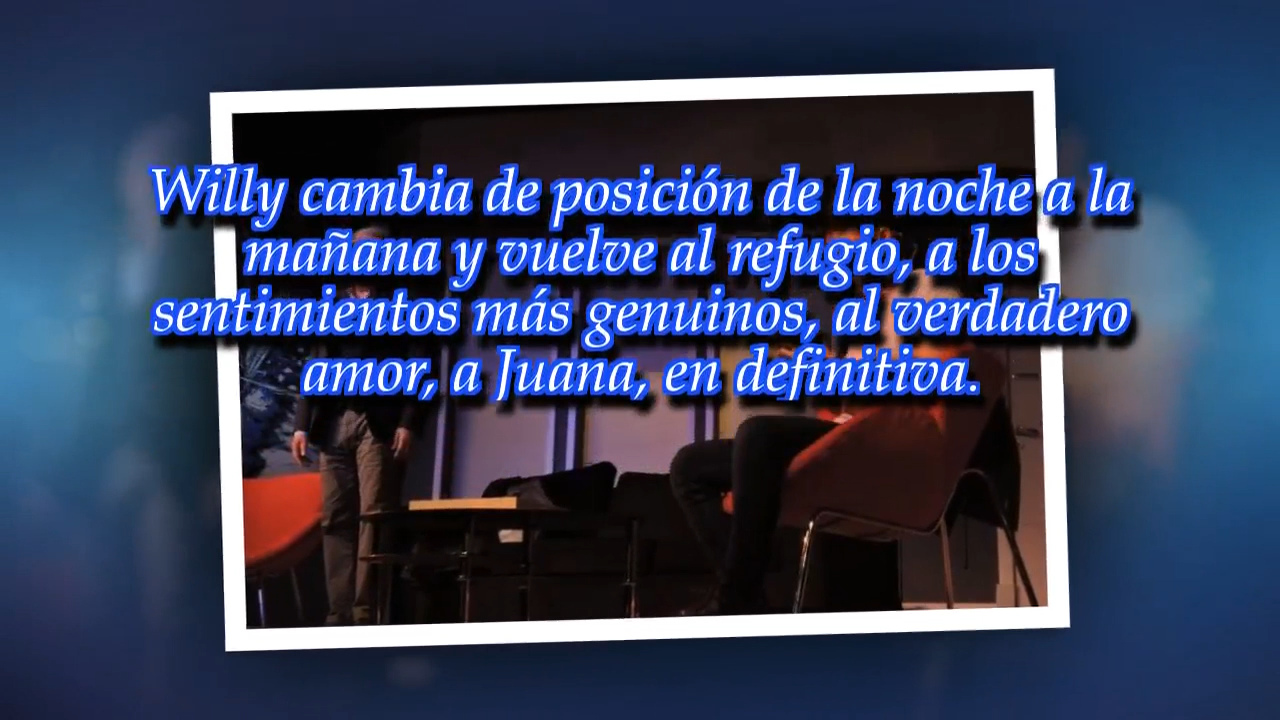 Willy cambia de posición de la noche a la
mañana y vuelve al refugio, a los
sentimientos más genuinos, al verdadero
amor, a Juana, en definitiva.